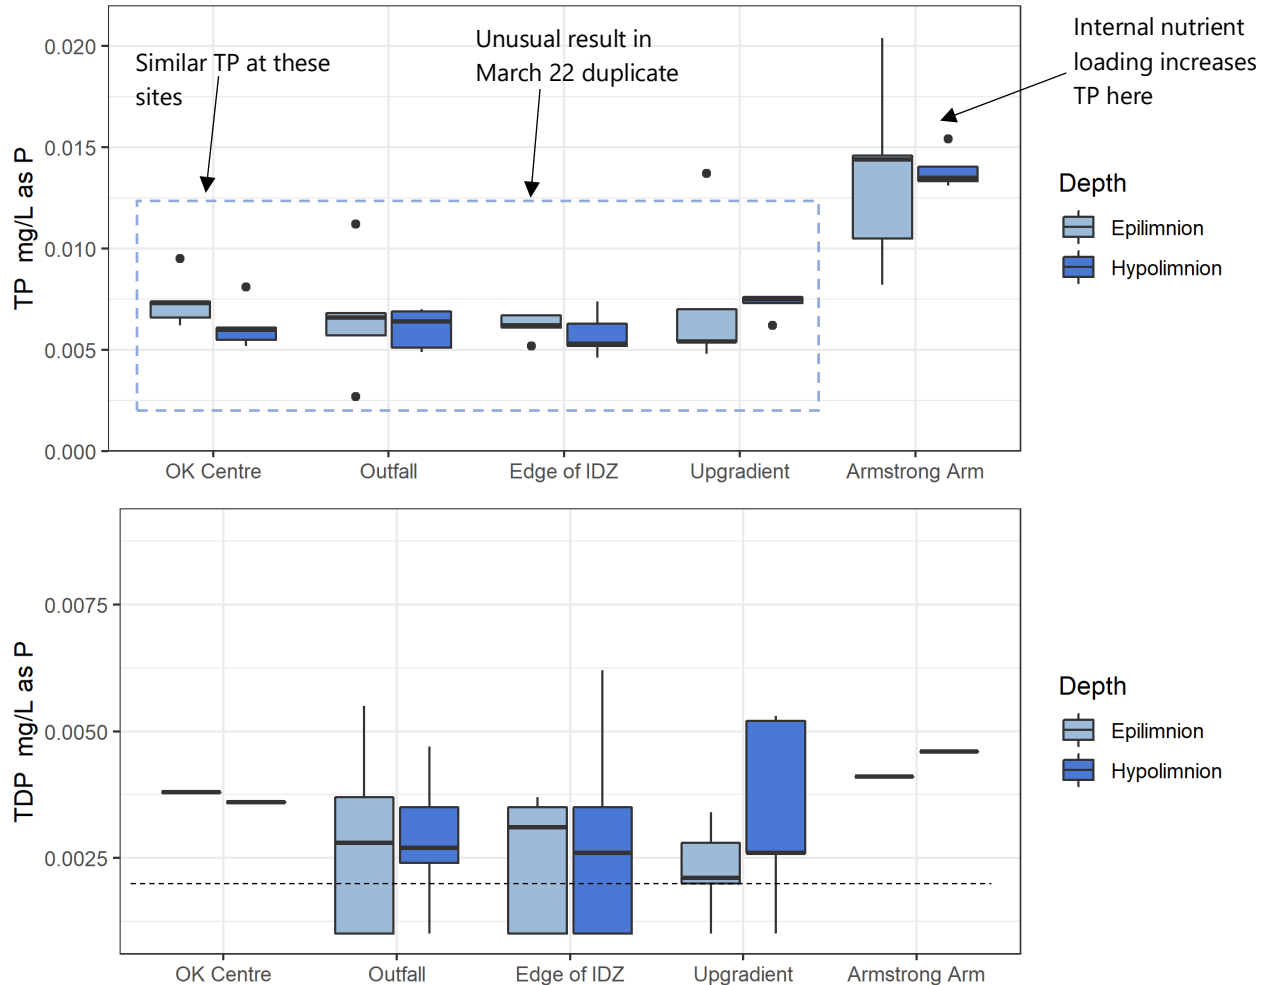 Similar TP at these
sites
Unusual result in
March 22 duplicate
Internal nutrient
loading increases
TP here
TP  mg/L as P
0.020
0.015
0.010
0.005
0.000
OK Centre
Outfall
Edge of IDZ
Upgradient
Armstrong Arm
Depth
Epilimnion
Hypolimnion
TDP  mg/L as P
0.0075
0.0050
0.0025
OK Centre
Outfall
Edge of IDZ
Upgradient
Armstrong Arm
Depth
Epilimnion
Hypolimnion